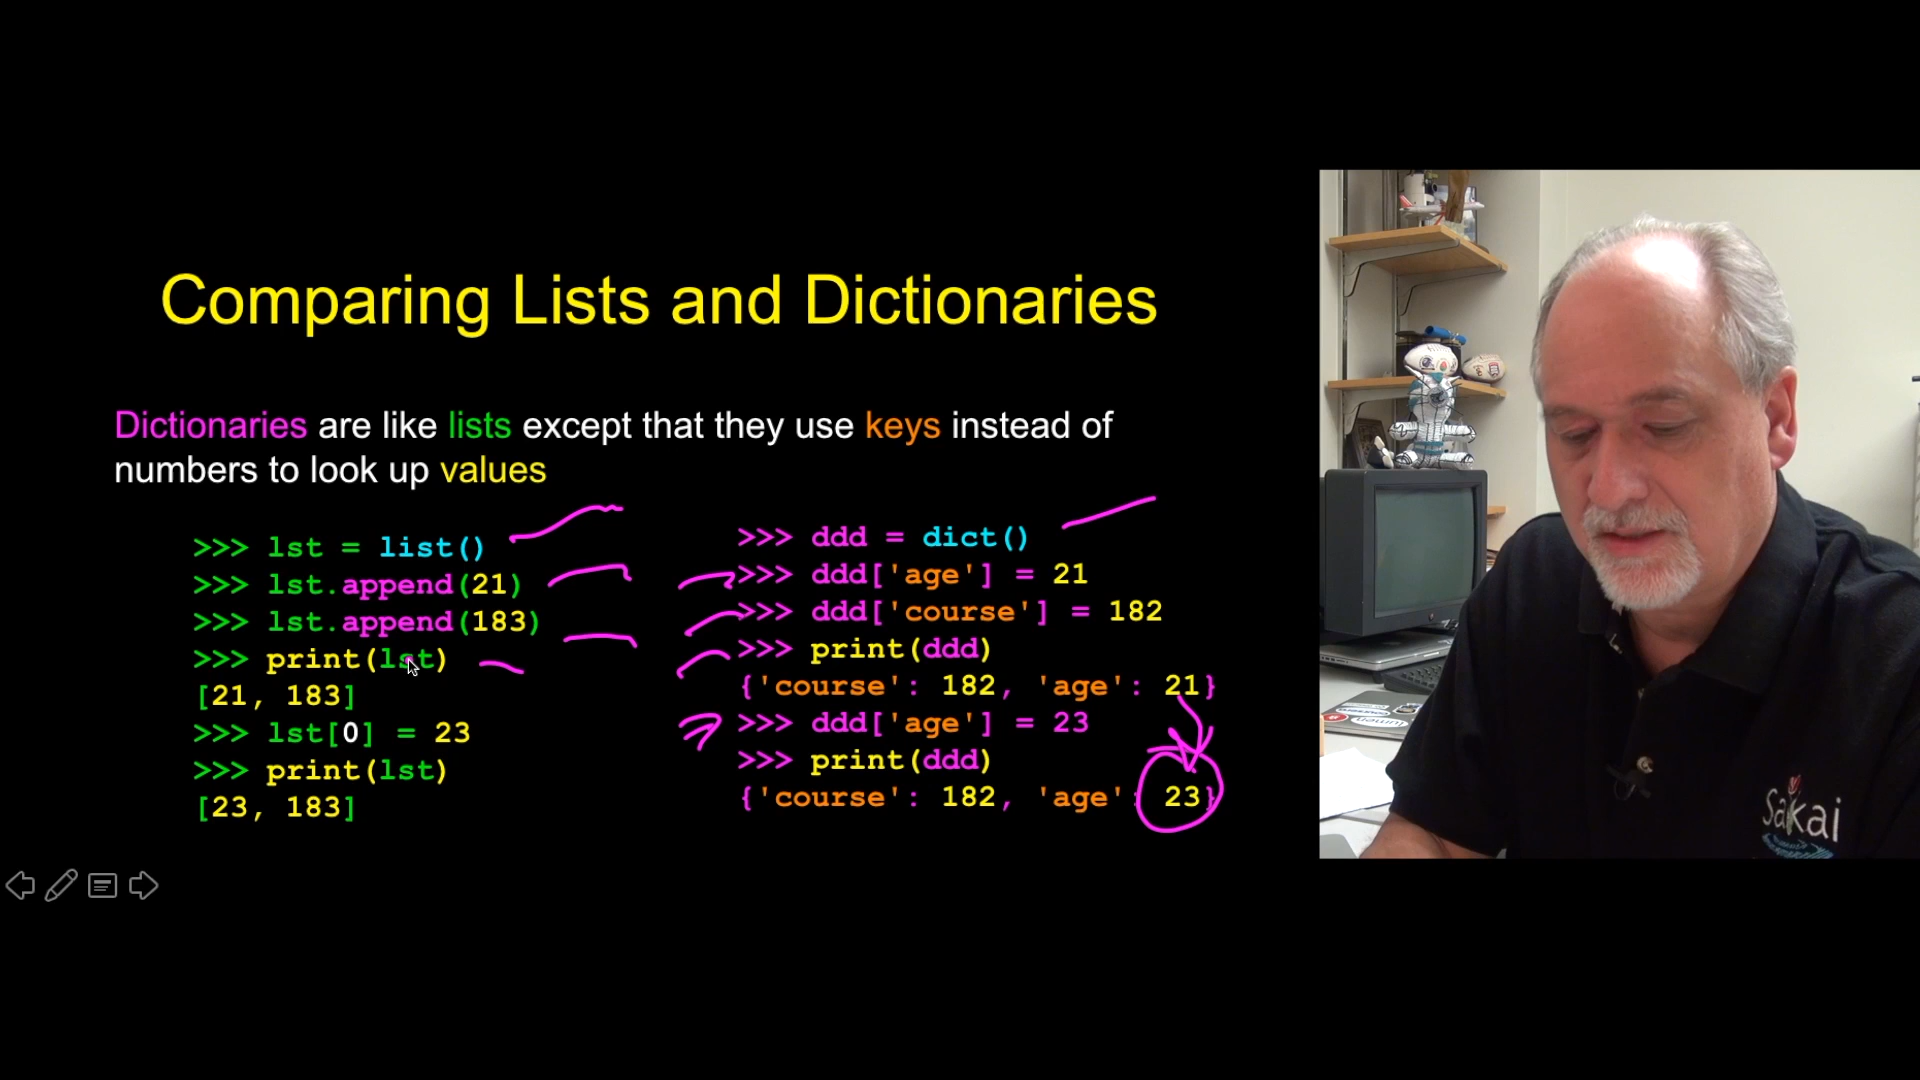 Comparing Lists and Dictionaries
Dictionaries are like lists except that they use keys instead of
numbers to look up values
>>> lst = list()
>>> lst.append(21)
>>> lst.append(183)
>>> print(lst)
[21, 183]
>>> lst[0] = 23
>>> print(lst)
[23, 183]
>>> ddd = dict()
>>> ddd['age'] = 21
>>> ddd['course'] = 182
>>> print(ddd)
{'course': 182, 'age': 21}
>>> ddd['age'] = 23
>>> print(ddd)
{'course': 182, 'age': 23}
Sakai